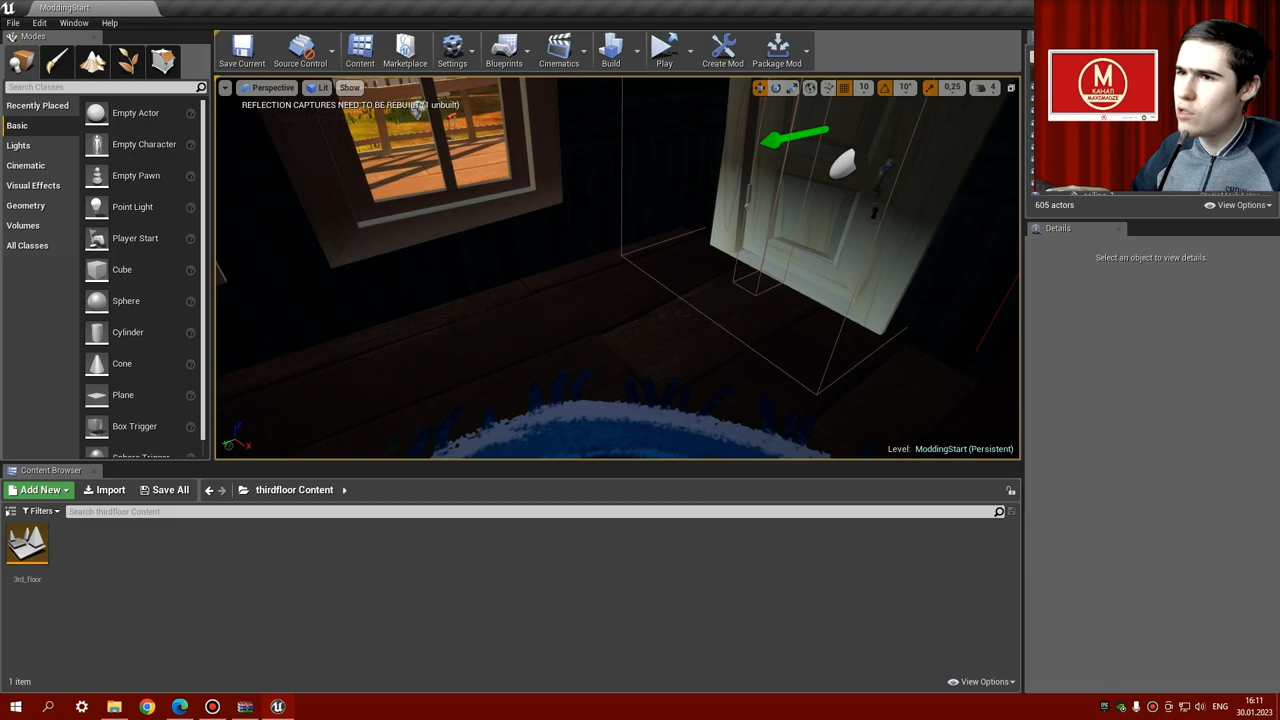 ModdingStart
File
Edit
Window
Help
Modes
Search Classes
Recently Placed
Basic
Lights
Cinematic
Visual Effects
Geometry
Volumes
All Classes
Empty Actor
Empty Character
Empty Pawn
Point Light
Player Start
Cube
Sphere
Cylinder
Cone
Plane
Box Trigger
Save Current
Source Control
Content
Marketplace
Settings
Blueprints
Cinematics
Build
Play
Create Mod
Package Mod
Perspective
Lit
Show
10
10°
0,25
4
REFLECTION CAPTURES NEED TO BE REBUILT (1 unbuilt)
Level: ModdingStart (Persistent)
M
КАНАЛ
MAXIMADZE
605 actors
View Options
Details
Select an object to view details.
Content Browser
Add New
Import
Save All
thirdfloor Content
Filters
Search thirdfloor Content
3rd_floor
1 item
View Options
ENG
16:11
30.01.2023